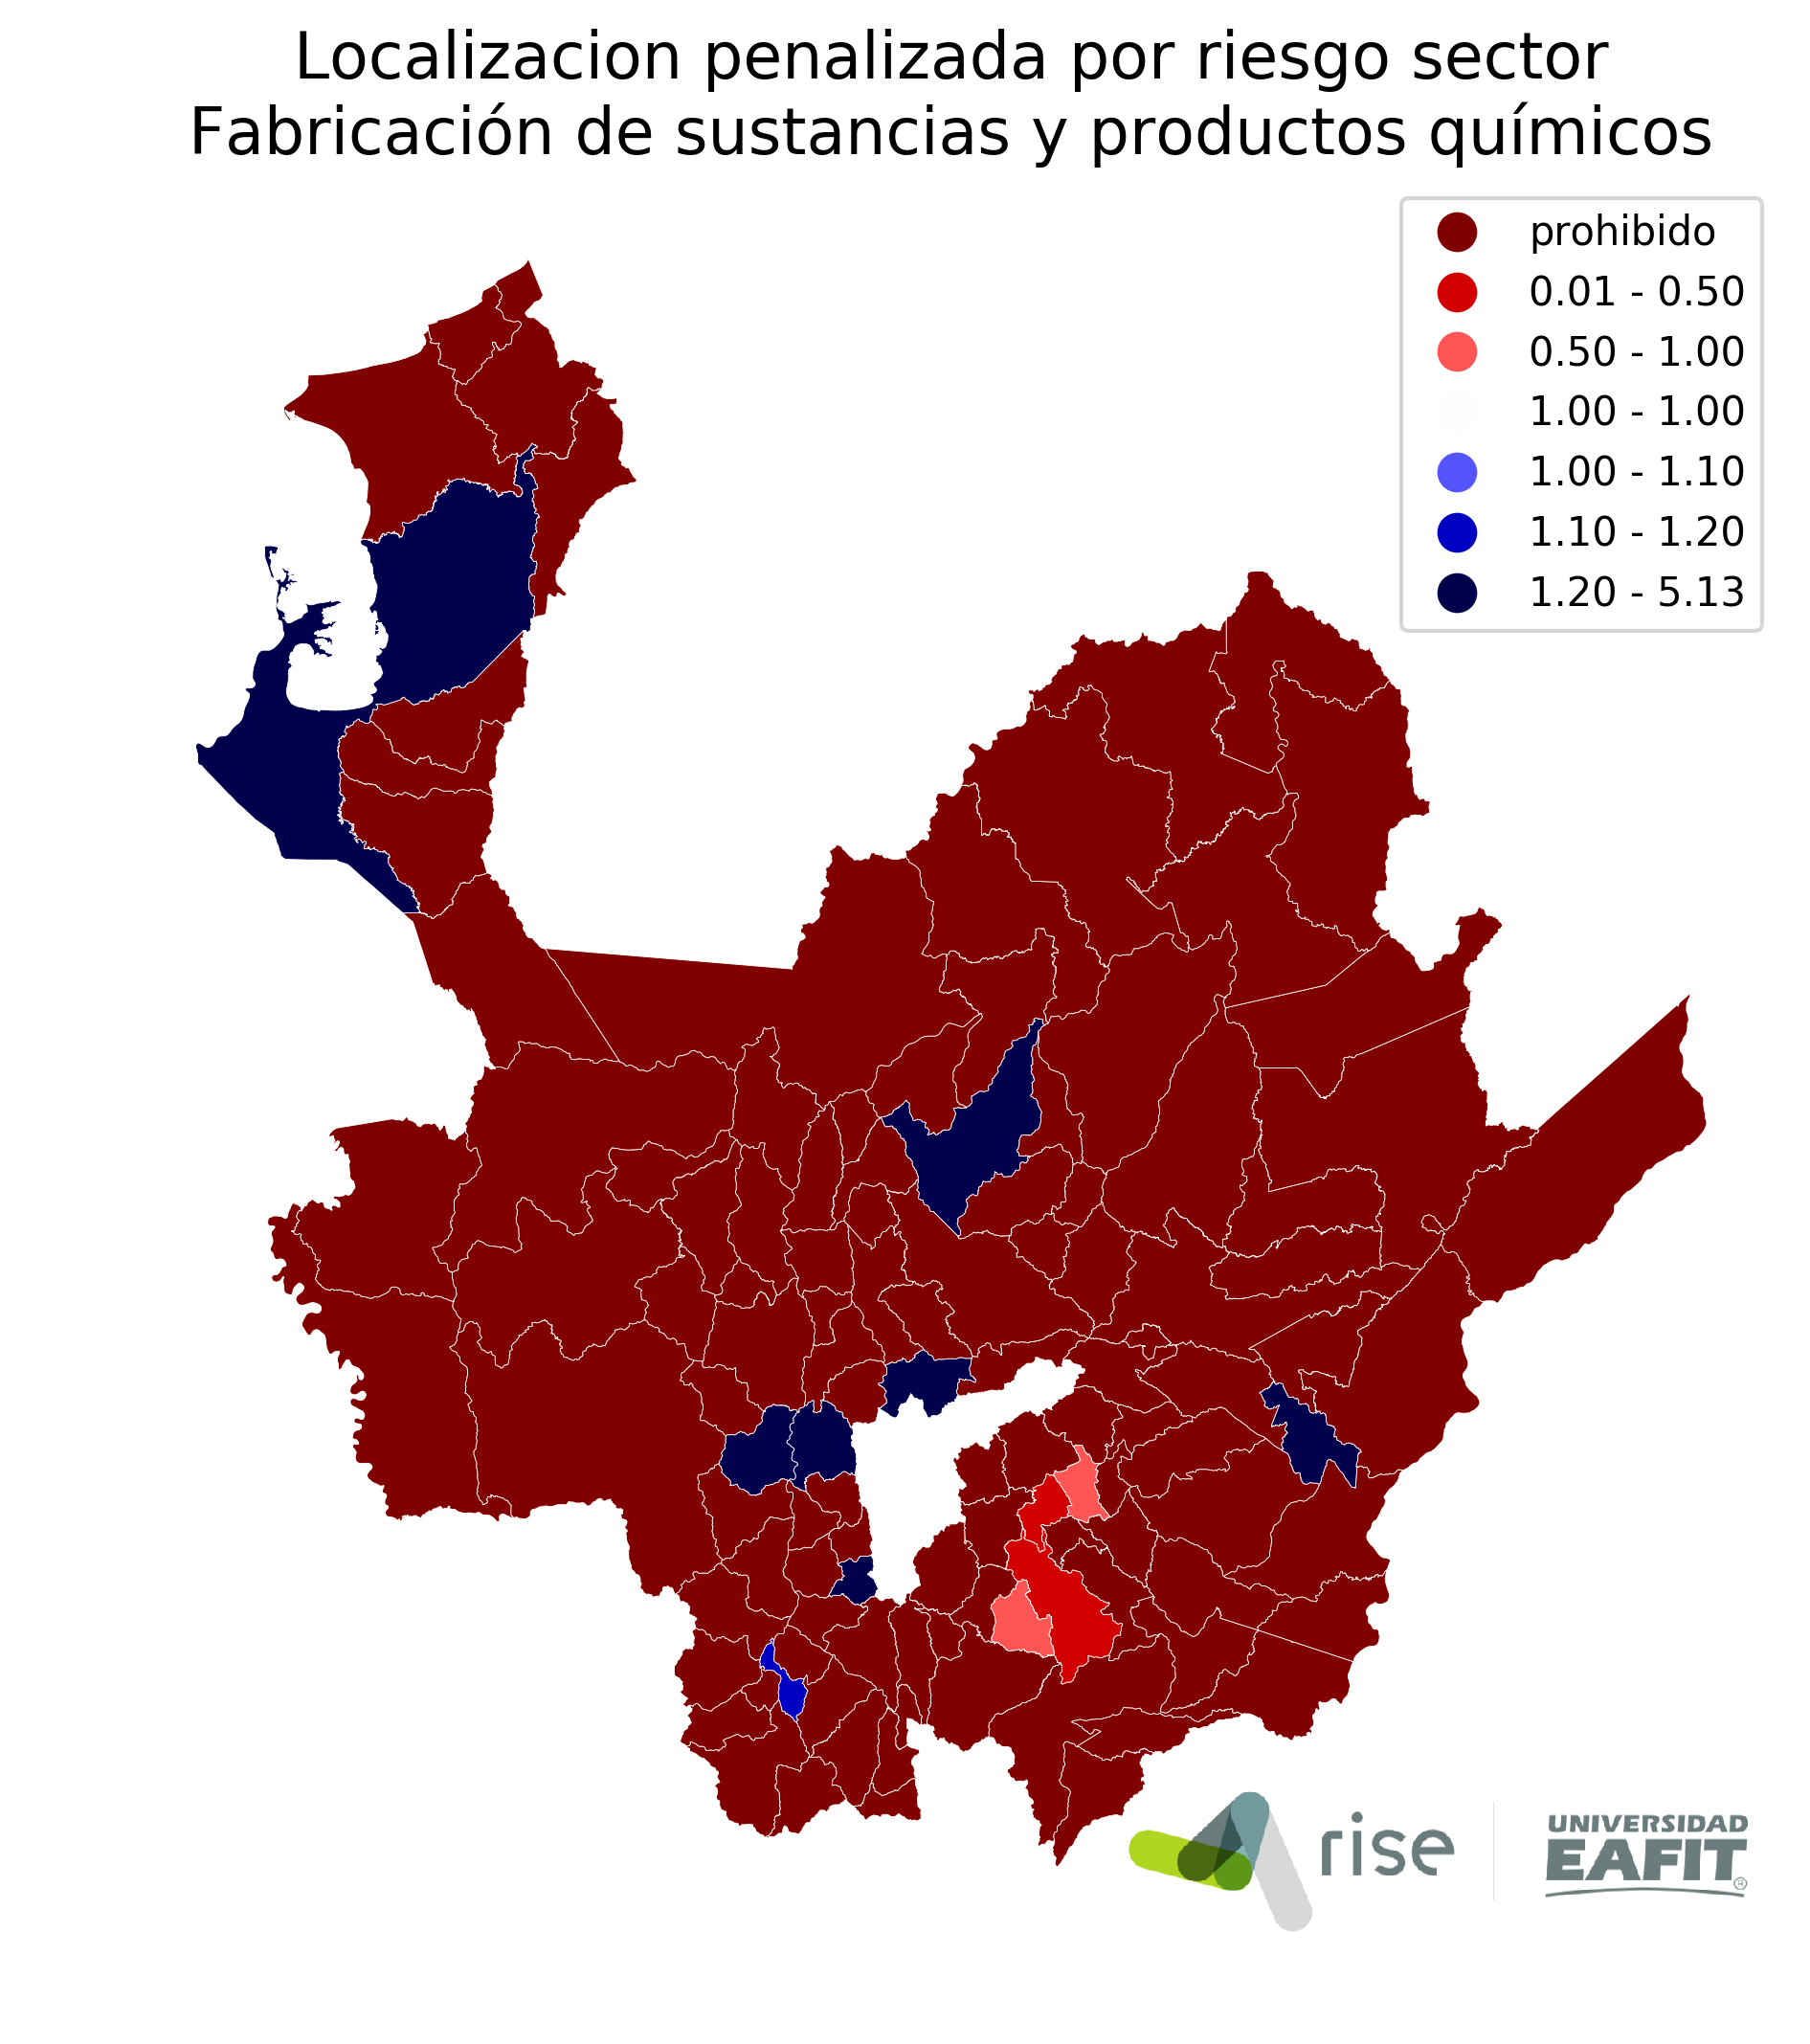 Localizacion penalizada por riesgo sector
Fabricación de sustancias y productos químicos
prohibido
0.01 - 0.50
0.50 - 1.00
1.00 - 1.00
1.00 - 1.10
1.10 - 1.20
1.20 - 5.13
rise
UNIVERSIDAD
EAFIT®